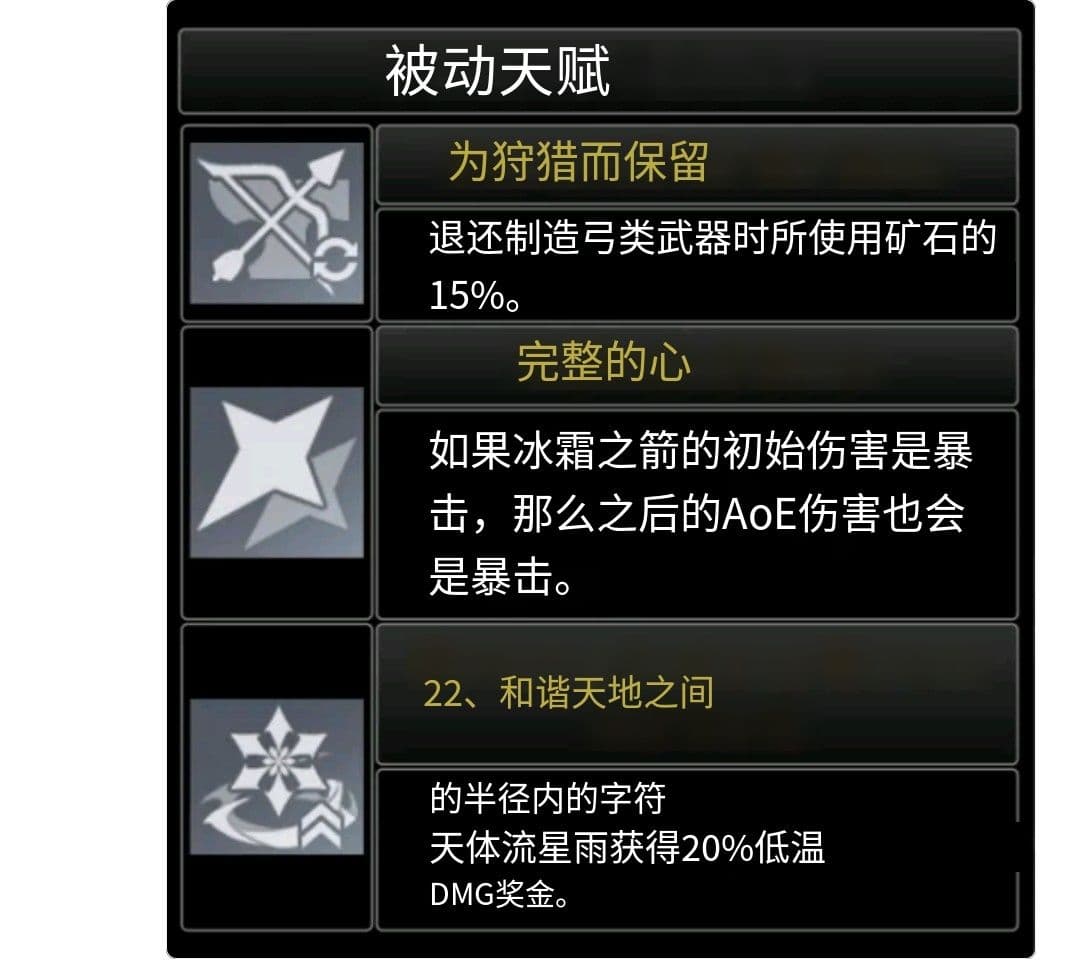 被动天赋
为狩猎而保留
退还制造弓类武器时所使用矿石的
15%。
完整的心
如果冰霜之箭的初始伤害是暴
击，那么之后的AoE伤害也会
是暴击。
22、和谐天地之间
的半径内的字符
天体流星雨获得20%低温
DMG奖金。